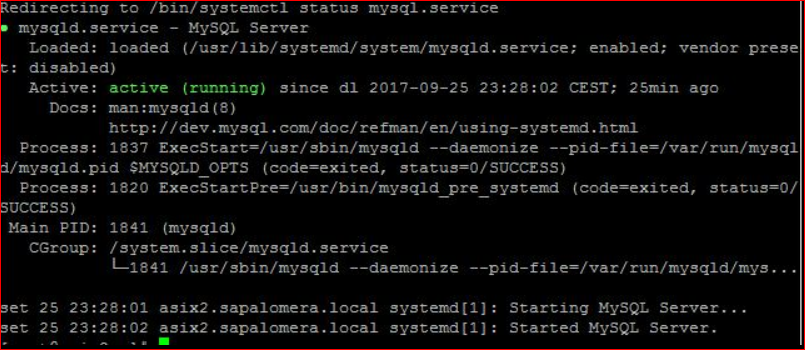 Redirecting to /bin/systemctl status mysql.service
● mysqld.service - MySQL Server
Loaded: loaded (/usr/lib/systemd/system/mysqld.service; enabled; vendor prese
t: disabled)
Active: active (running) since dl 2017-09-25 23:28:02 CEST; 25min ago
Docs: man:mysqld(8)
http://dev.mysql.com/doc/refman/en/using-systemd.html
Process: 1837 ExecStart=/usr/sbin/mysqld --daemonize --pid-file=/var/run/mysql
d/mysqld.pid $MYSQLD_OPTS (code=exited, status=0/SUCCESS)
Process: 1820 ExecStartPre=/usr/bin/mysqld_pre_systemd (code=exited, status=0/
SUCCESS)
Main PID: 1841 (mysqld)
CGroup: /system.slice/mysqld.service
└─1841 /usr/sbin/mysqld --daemonize --pid-file=/var/run/mysqld/mys...
set 25 23:28:01 asix2.sapalomera.local systemd[1]: Starting MySQL Server...
set 25 23:28:02 asix2.sapalomera.local systemd[1]: Started MySQL Server.